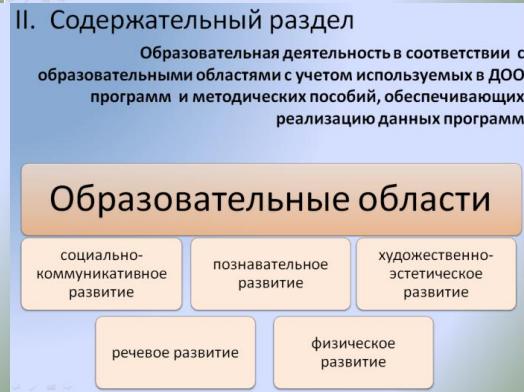 II. Содержательный раздел
Образовательная деятельность в соответствии с
образовательными областями с учетом используемых в ДОО
программ и методических пособий, обеспечивающих
реализацию данных программ
Образовательные области
социально-
коммуникативное
развитие
познавательное
развитие
художественно-
эстетическое
развитие
речевое развитие
физическое
развитие